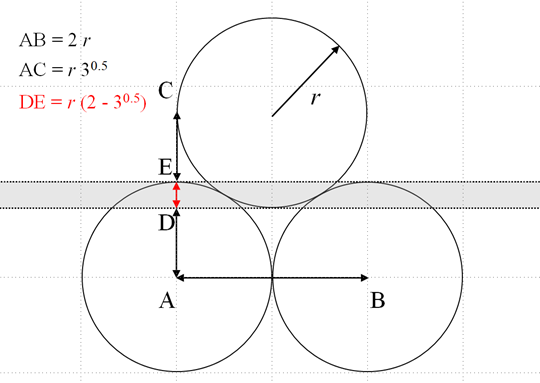 AB = 2 r
AC = r 3^0.5
DE = r (2 - 3^0.5)
C
r
E
D
A
B